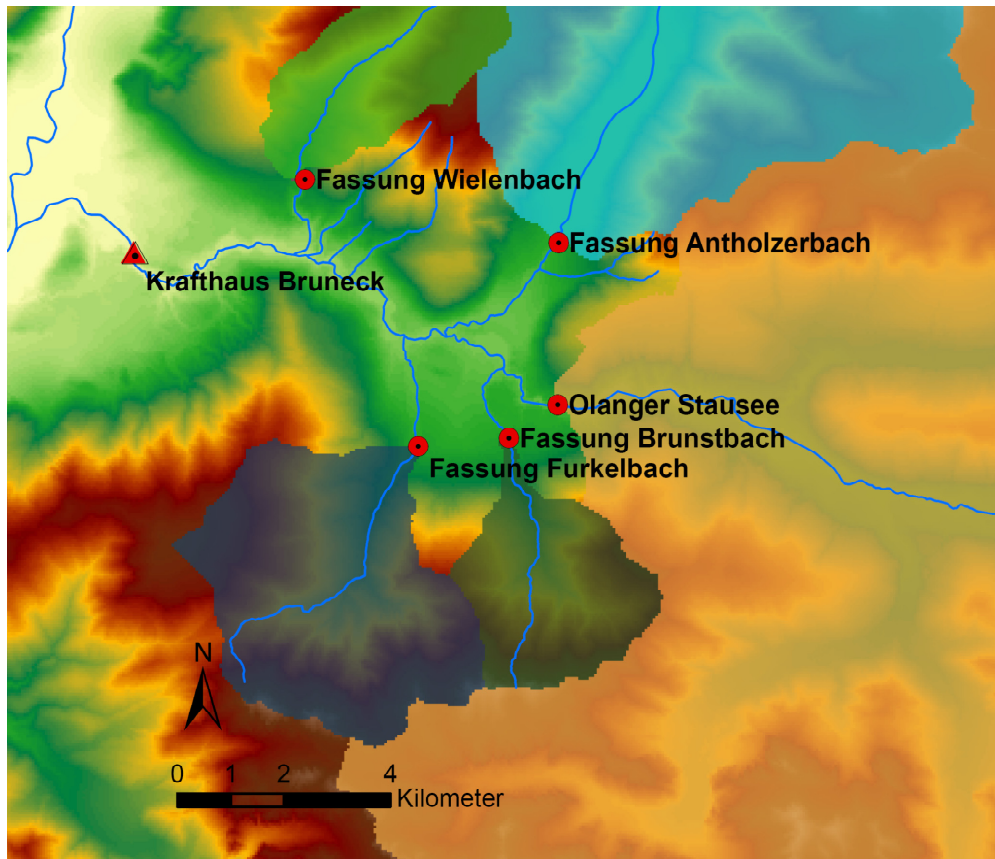 Fassung Wielenbach
Fassung Antholzerbach
Krafthaus Bruneck
Olanger Stausee
Fassung Brunstbach
Fassung Furkelbach
N
0 1 2 4
Kilometer